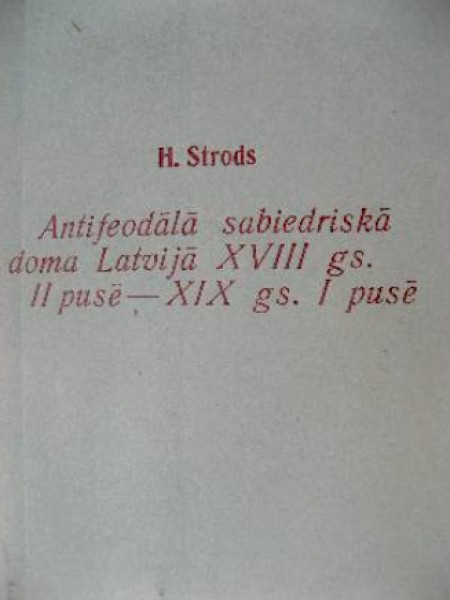 H. Strods
Antifeodālā sabiedriskā
doma Latvijā XVIII gs.
II pusē — XIX gs. I pusē